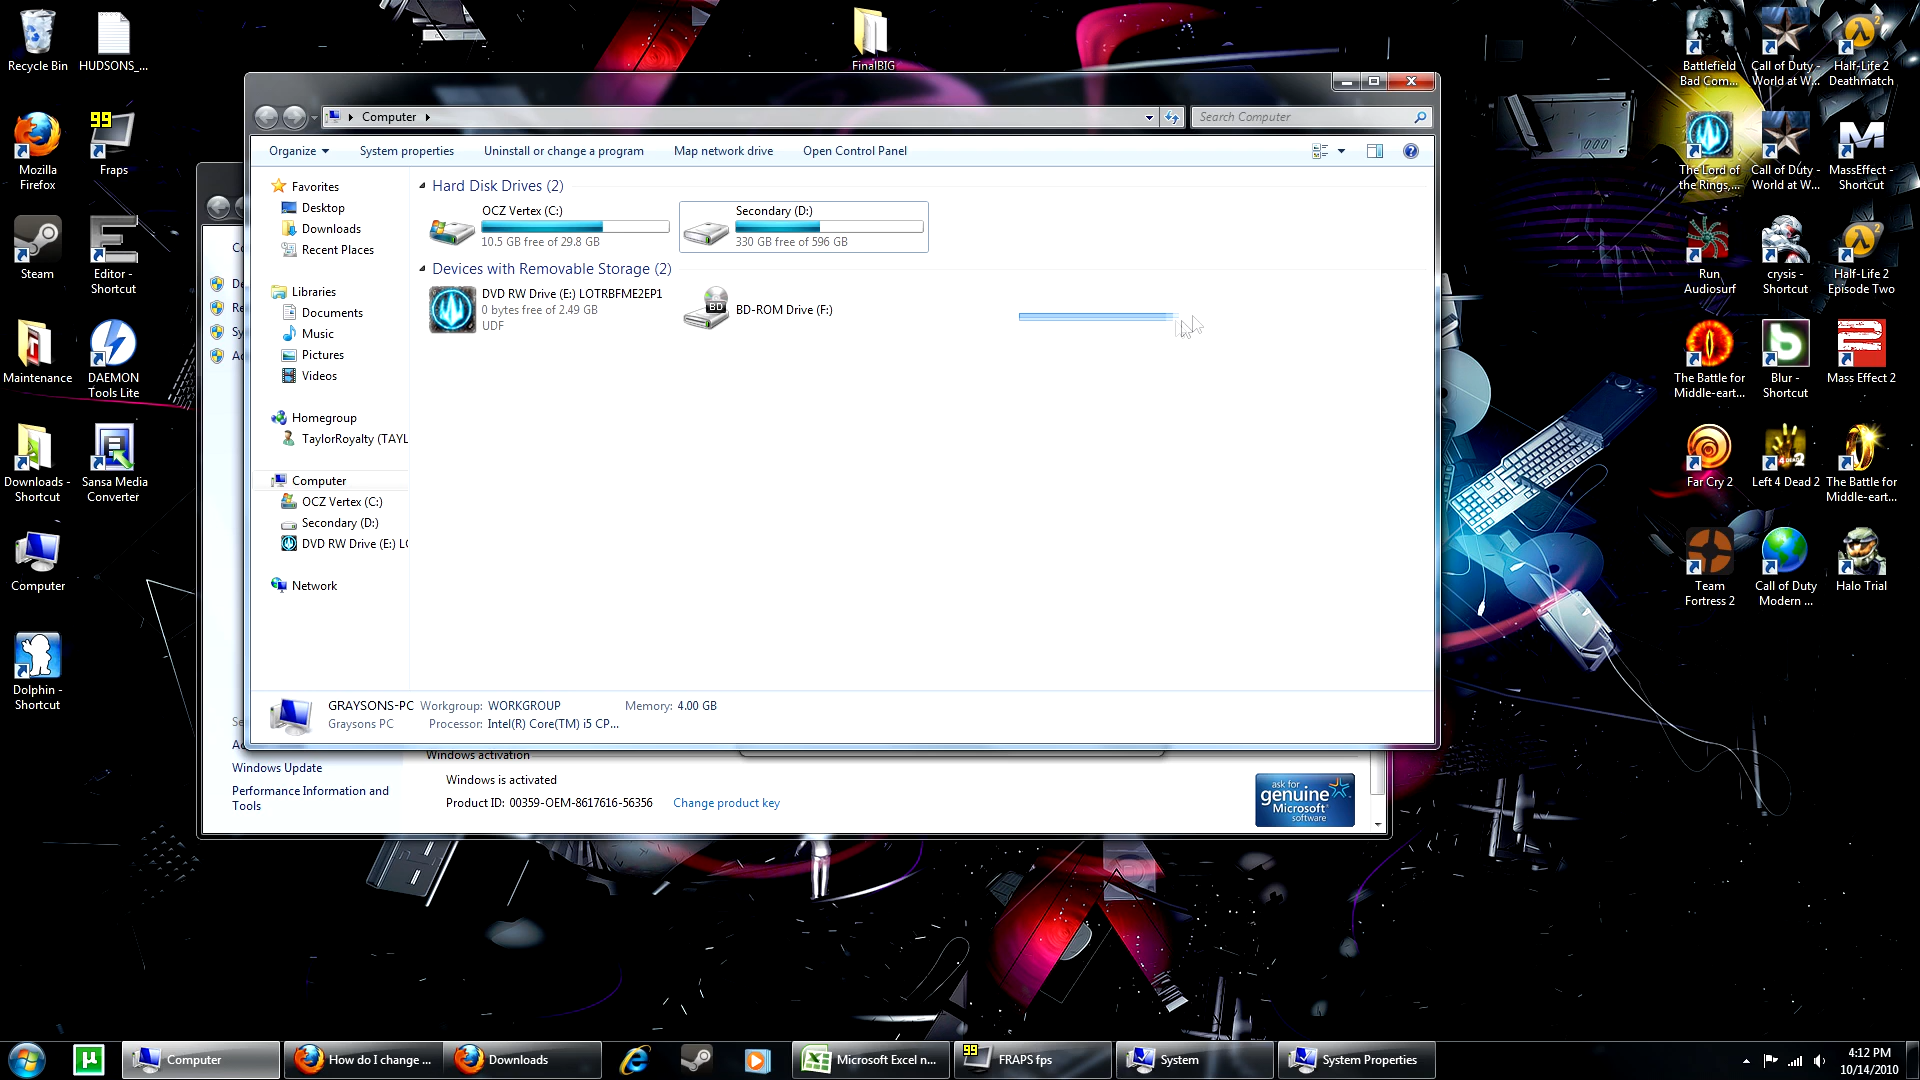 Recycle Bin
HUDSONS_...
Mozilla
Firefox
99
Fraps
Steam
Editor -
Shortcut
Maintenance
DAEMON
Tools Lite
Downloads -
Shortcut
Sansa Media
Converter
Computer
Dolphin -
Shortcut
FinalBIG
Computer
Search Computer
Organize
System properties
Uninstall or change a program
Map network drive
Open Control Panel
Favorites
Desktop
Downloads
Recent Places
Libraries
Documents
Music
Pictures
Videos
Homegroup
TaylorRoyalty (TAYL
Computer
OCZ Vertex (C:)
Secondary (D:)
DVD RW Drive (E:) LO
Network
Hard Disk Drives (2)
OCZ Vertex (C:)
10.5 GB free of 29.8 GB
Secondary (D:)
330 GB free of 596 GB
Devices with Removable Storage (2)
DVD RW Drive (E:) LOTRBFME2EP1
0 bytes free of 2.49 GB
UDF
BD
BD-ROM Drive (F:)
GRAYSONS-PC
Workgroup: WORKGROUP
Memory: 4.00 GB
Graysons PC
Processor: Intel(R) Core(TM) i5 CP...
Windows Update
Performance Information and
Tools
Windows activation
Windows is activated
Product ID: 00359-OEM-8617616-56356
Change product key
ask for
genuine
Microsoft
software
Battlefield
Bad Com...
Call of Duty -
World at W...
2
Half-Life 2
Deathmatch
The Lord of
the Rings,...
Call of Duty -
World at W...
M
MassEffect -
Shortcut
Run
Audiosurf
crysis -
Shortcut
2
Half-Life 2
Episode Two
The Battle for
Middle-eart...
Blur -
Shortcut
2
Mass Effect 2
Far Cry 2
Left 4 Dead 2
The Battle for
Middle-eart...
Team
Fortress 2
Call of Duty
Modern ...
Halo Trial
µ
Computer
How do I change ...
Downloads
Microsoft Excel n...
99
FRAPS fps
System
System Properties
4:12 PM
10/14/2010